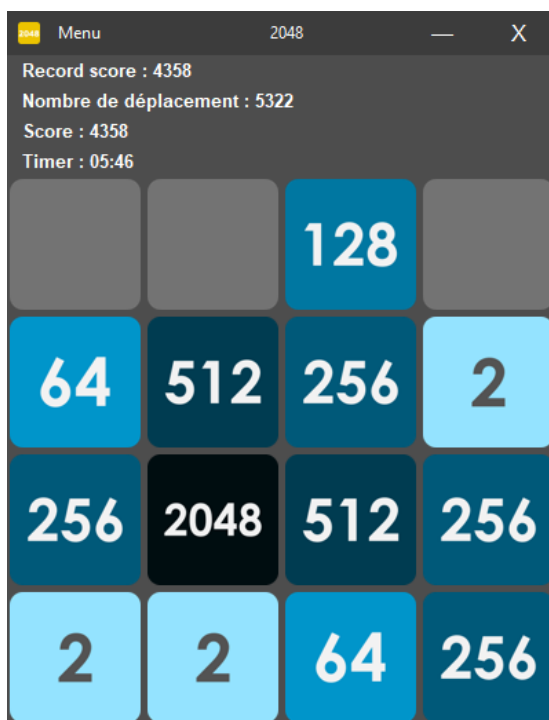 2048 Menu 2048 — X
Record score : 4358
Nombre de déplacement : 5322
Score : 4358
Timer : 05:46
128
64 512 256 2
256 2048 512 256
2 2 64 256